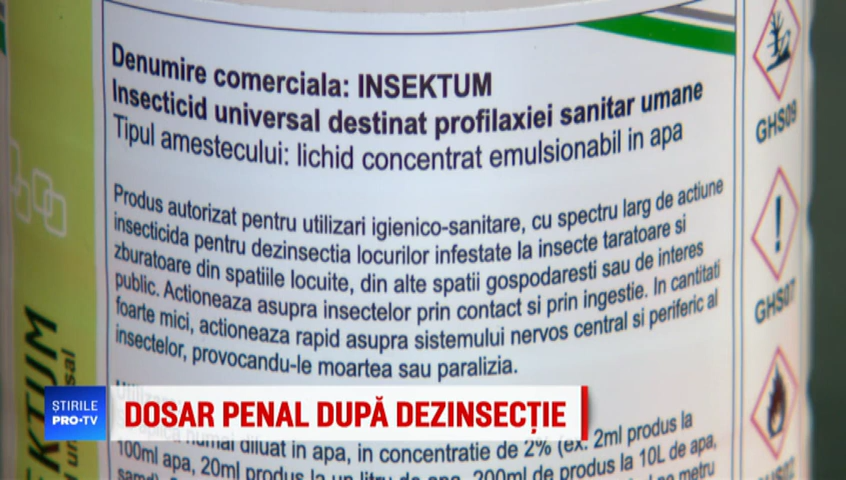 Denumire comerciala: INSEKTUM
Insecticid universal destinat profilaxiei sanitar umane
Tipul amestecului: lichid concentrat emulsionabil in apa
Produs autorizat pentru utilizari igienico-sanitare, cu spectru larg de actiune
insecticida pentru dezinsectia locurilor infestate la insecte taratoare si
zburatoare din spatiile locuite, din alte spatii gospodaresti sau de interes
public. Actioneaza asupra insectelor prin contact si prin ingestie. In cantitati
foarte mici, actioneaza rapid asupra sistemului nervos central si periferic al
insectelor, provocandu-le moartea sau paralizia.
numai diluat in apa, in concentratie de 2% (ex: 2ml produs la
100ml apa, 20ml produs la un litru de apa, 200ml de produs la 10L de apa,
metru
GHS09
GHS07
GHS02
EKTUM
ȘTIRILE
PRO•TV
DOSAR PENAL DUPĂ DEZINSECȚIE